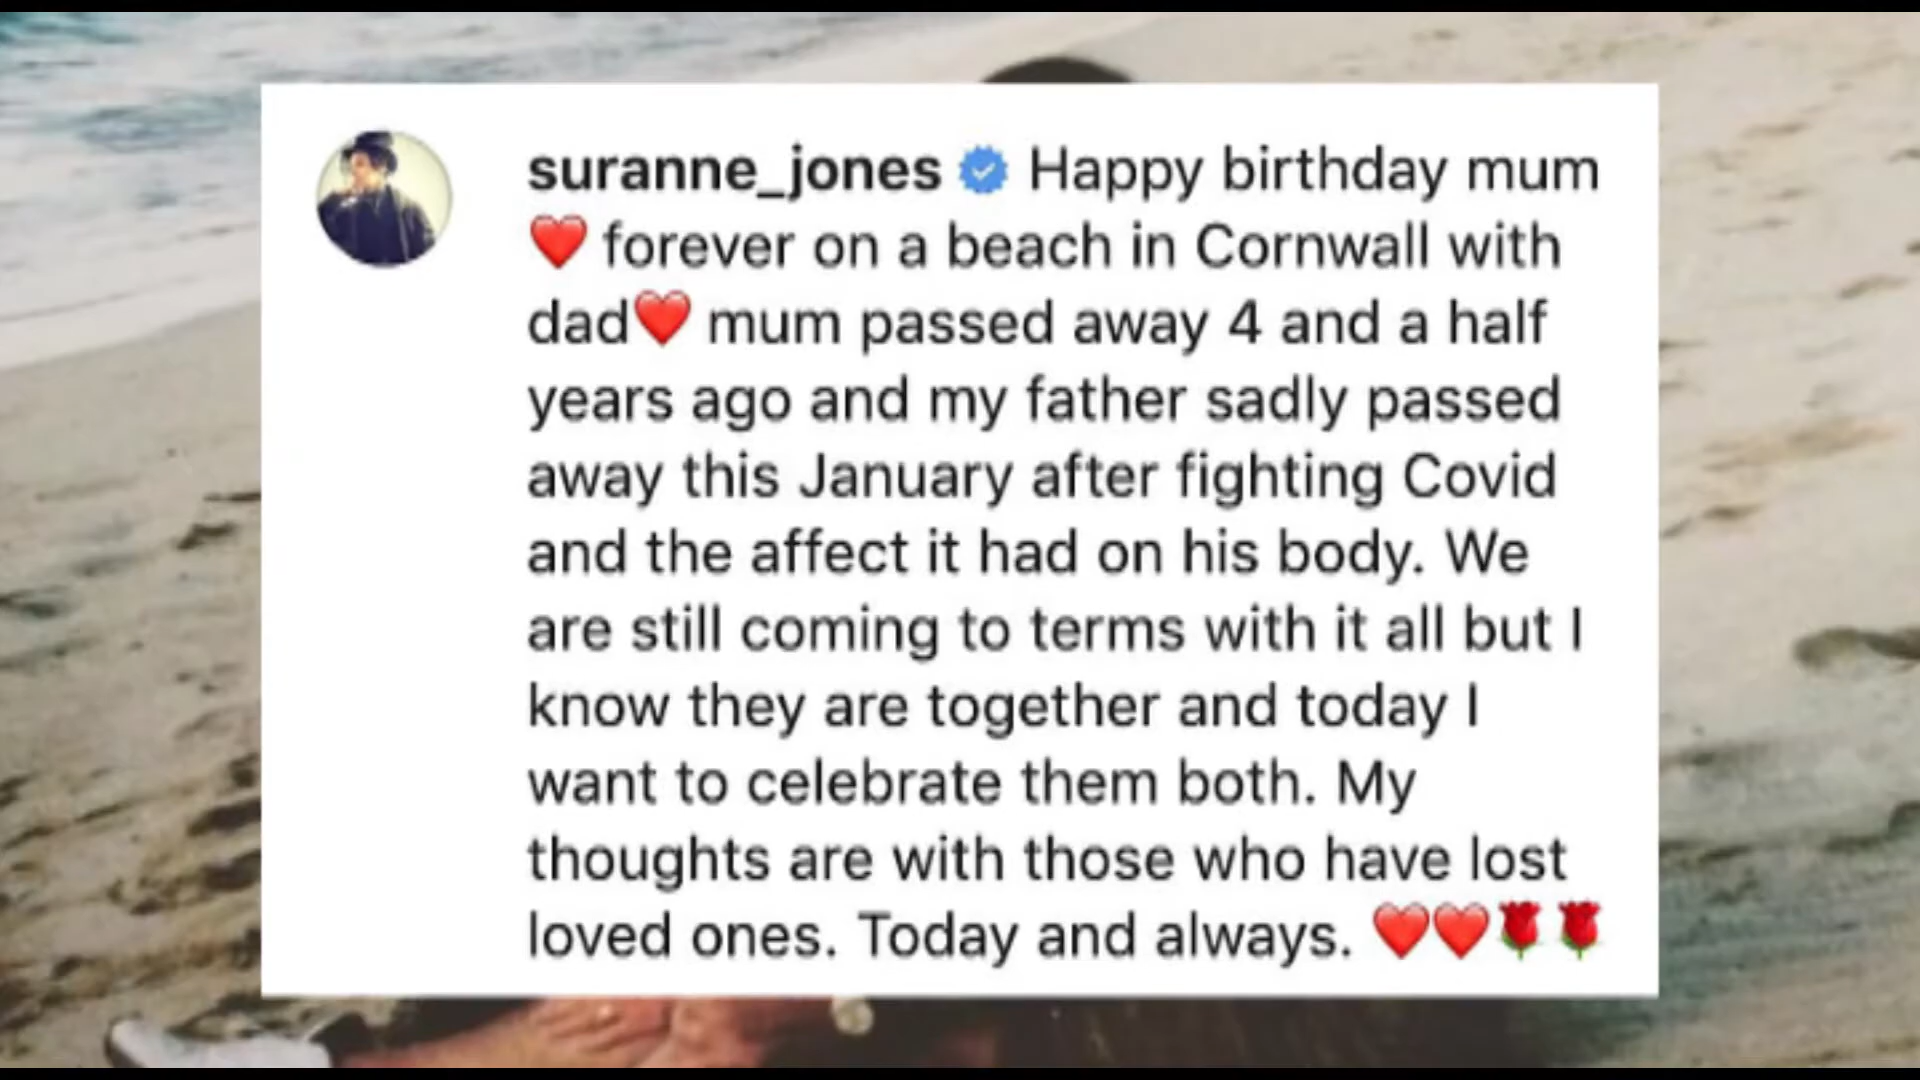 suranne_jones Happy birthday mum
❤️ forever on a beach in Cornwall with
dad❤️ mum passed away 4 and a half
years ago and my father sadly passed
away this January after fighting Covid
and the affect it had on his body. We
are still coming to terms with it all but I
know they are together and today I
want to celebrate them both. My
thoughts are with those who have lost
loved ones. Today and always. ❤️❤️🌹🌹